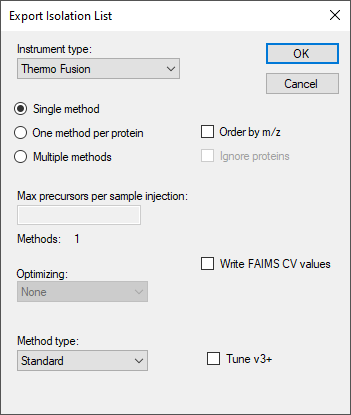 Export Isolation List
Instrument type:
Thermo Fusion
OK
Cancel
Single method
One method per protein
Order by m/z
Multiple methods
Ignore proteins
Max precursors per sample injection:
Methods: 1
Write FAIMS CV values
Optimizing:
None
Method type:
Standard
Tune v3+